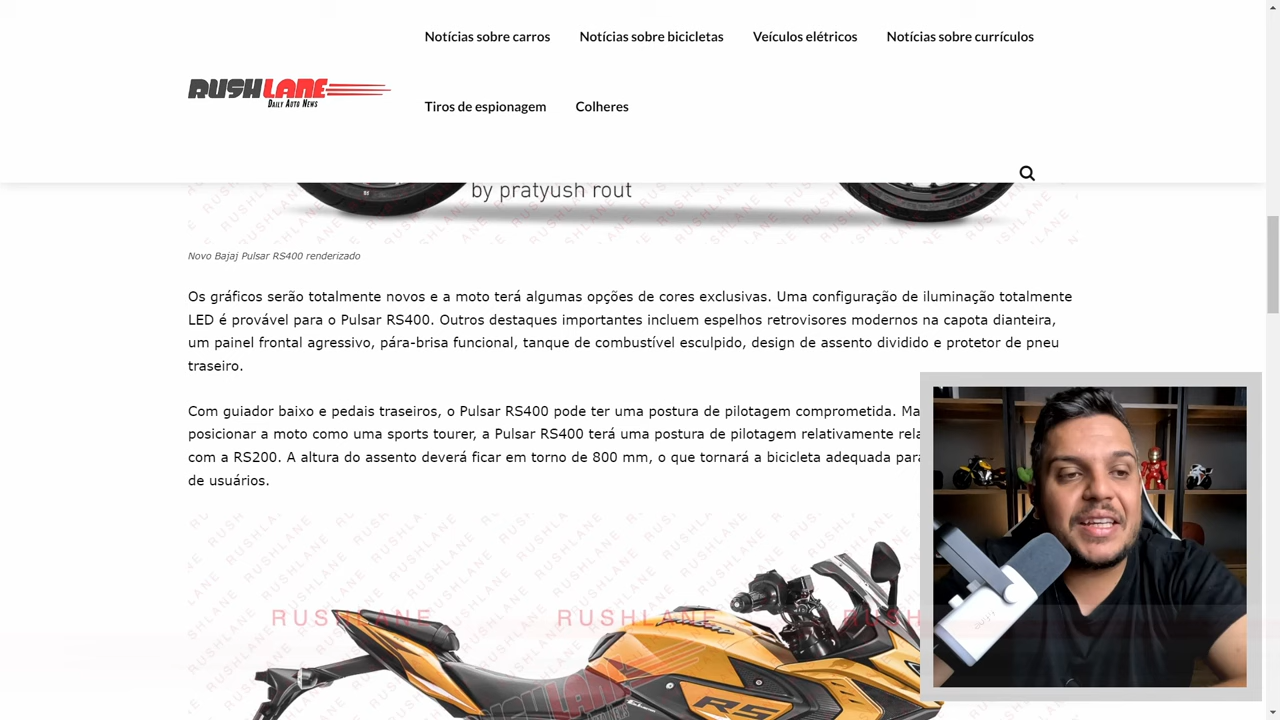 Notícias sobre carros
Notícias sobre bicicletas
Veículos elétricos
Notícias sobre currículos
RUSHLANE
DAILY AUTO NEWS
Tiros de espionagem
Colheres
by pratyush rout
Novo Bajaj Pulsar RS400 renderizado
Os gráficos serão totalmente novos e a moto terá algumas opções de cores exclusivas. Uma configuração de iluminação totalmente
LED é provável para o Pulsar RS400. Outros destaques importantes incluem espelhos retrovisores modernos na capota dianteira,
um painel frontal agressivo, pára-brisa funcional, tanque de combustível esculpido, design de assento dividido e protetor de pneu
traseiro.
Com guiador baixo e pedais traseiros, o Pulsar RS400 pode ter uma postura de pilotagem comprometida.
posicionar a moto como uma sports tourer, a Pulsar RS400 terá uma postura de pilotagem relativamente
com a RS200. A altura do assento deverá ficar em torno de 800 mm, o que tornará a bicicleta adequada
de usuários.
RUSHLANE RUSHLANE
RS